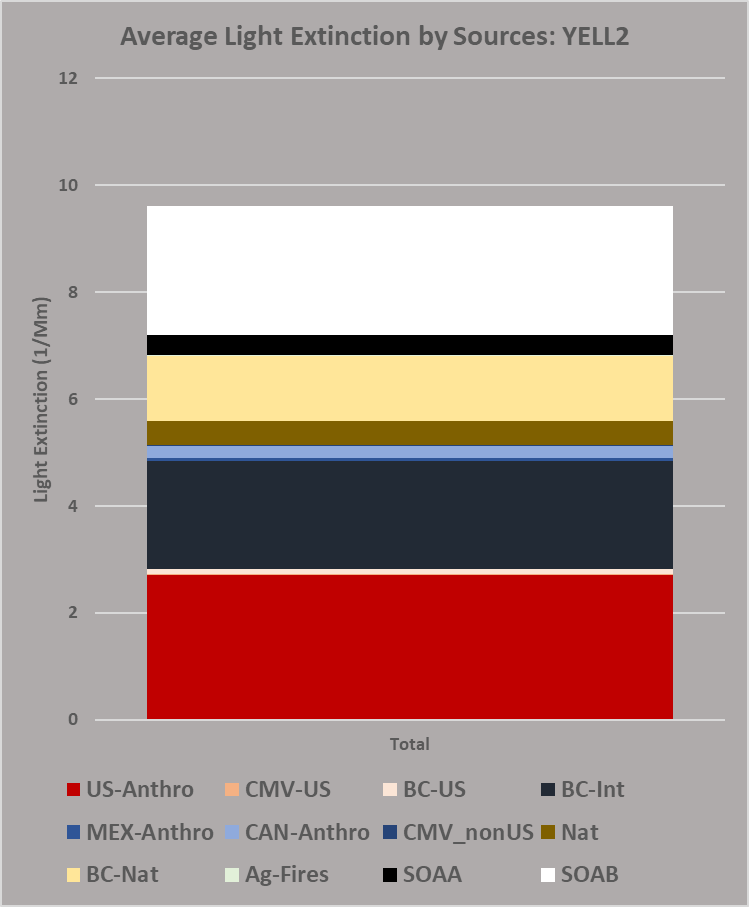 Average Light Extinction by Sources: YELL2
12
10
8
6
4
2
0
Light Extinction (1/Mm)
Total
US-Anthro CMV-US BC-US BC-Int
MEX-Anthro CAN-Anthro CMV_nonUS Nat
BC-Nat Ag-Fires SOAA SOAB